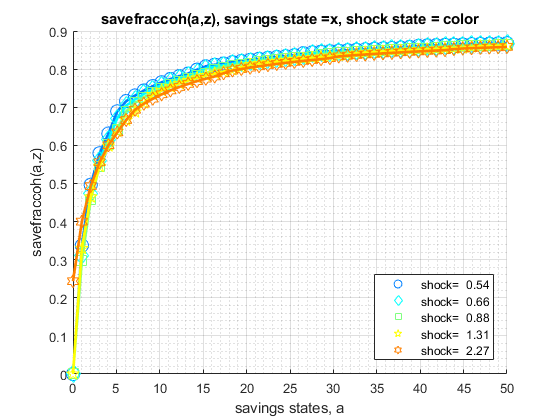 savefraccoh(a,z), savings state =x, shock state = color
0.9
0.8
0.7
0.6
0.5
0.4
0.3
0.2
0.1
0
savefraccoh(a,z)
shock= 0.54
shock= 0.66
shock= 0.88
shock= 1.31
shock= 2.27
0 5 10 15 20 25 30 35 40 45 50
savings states, a